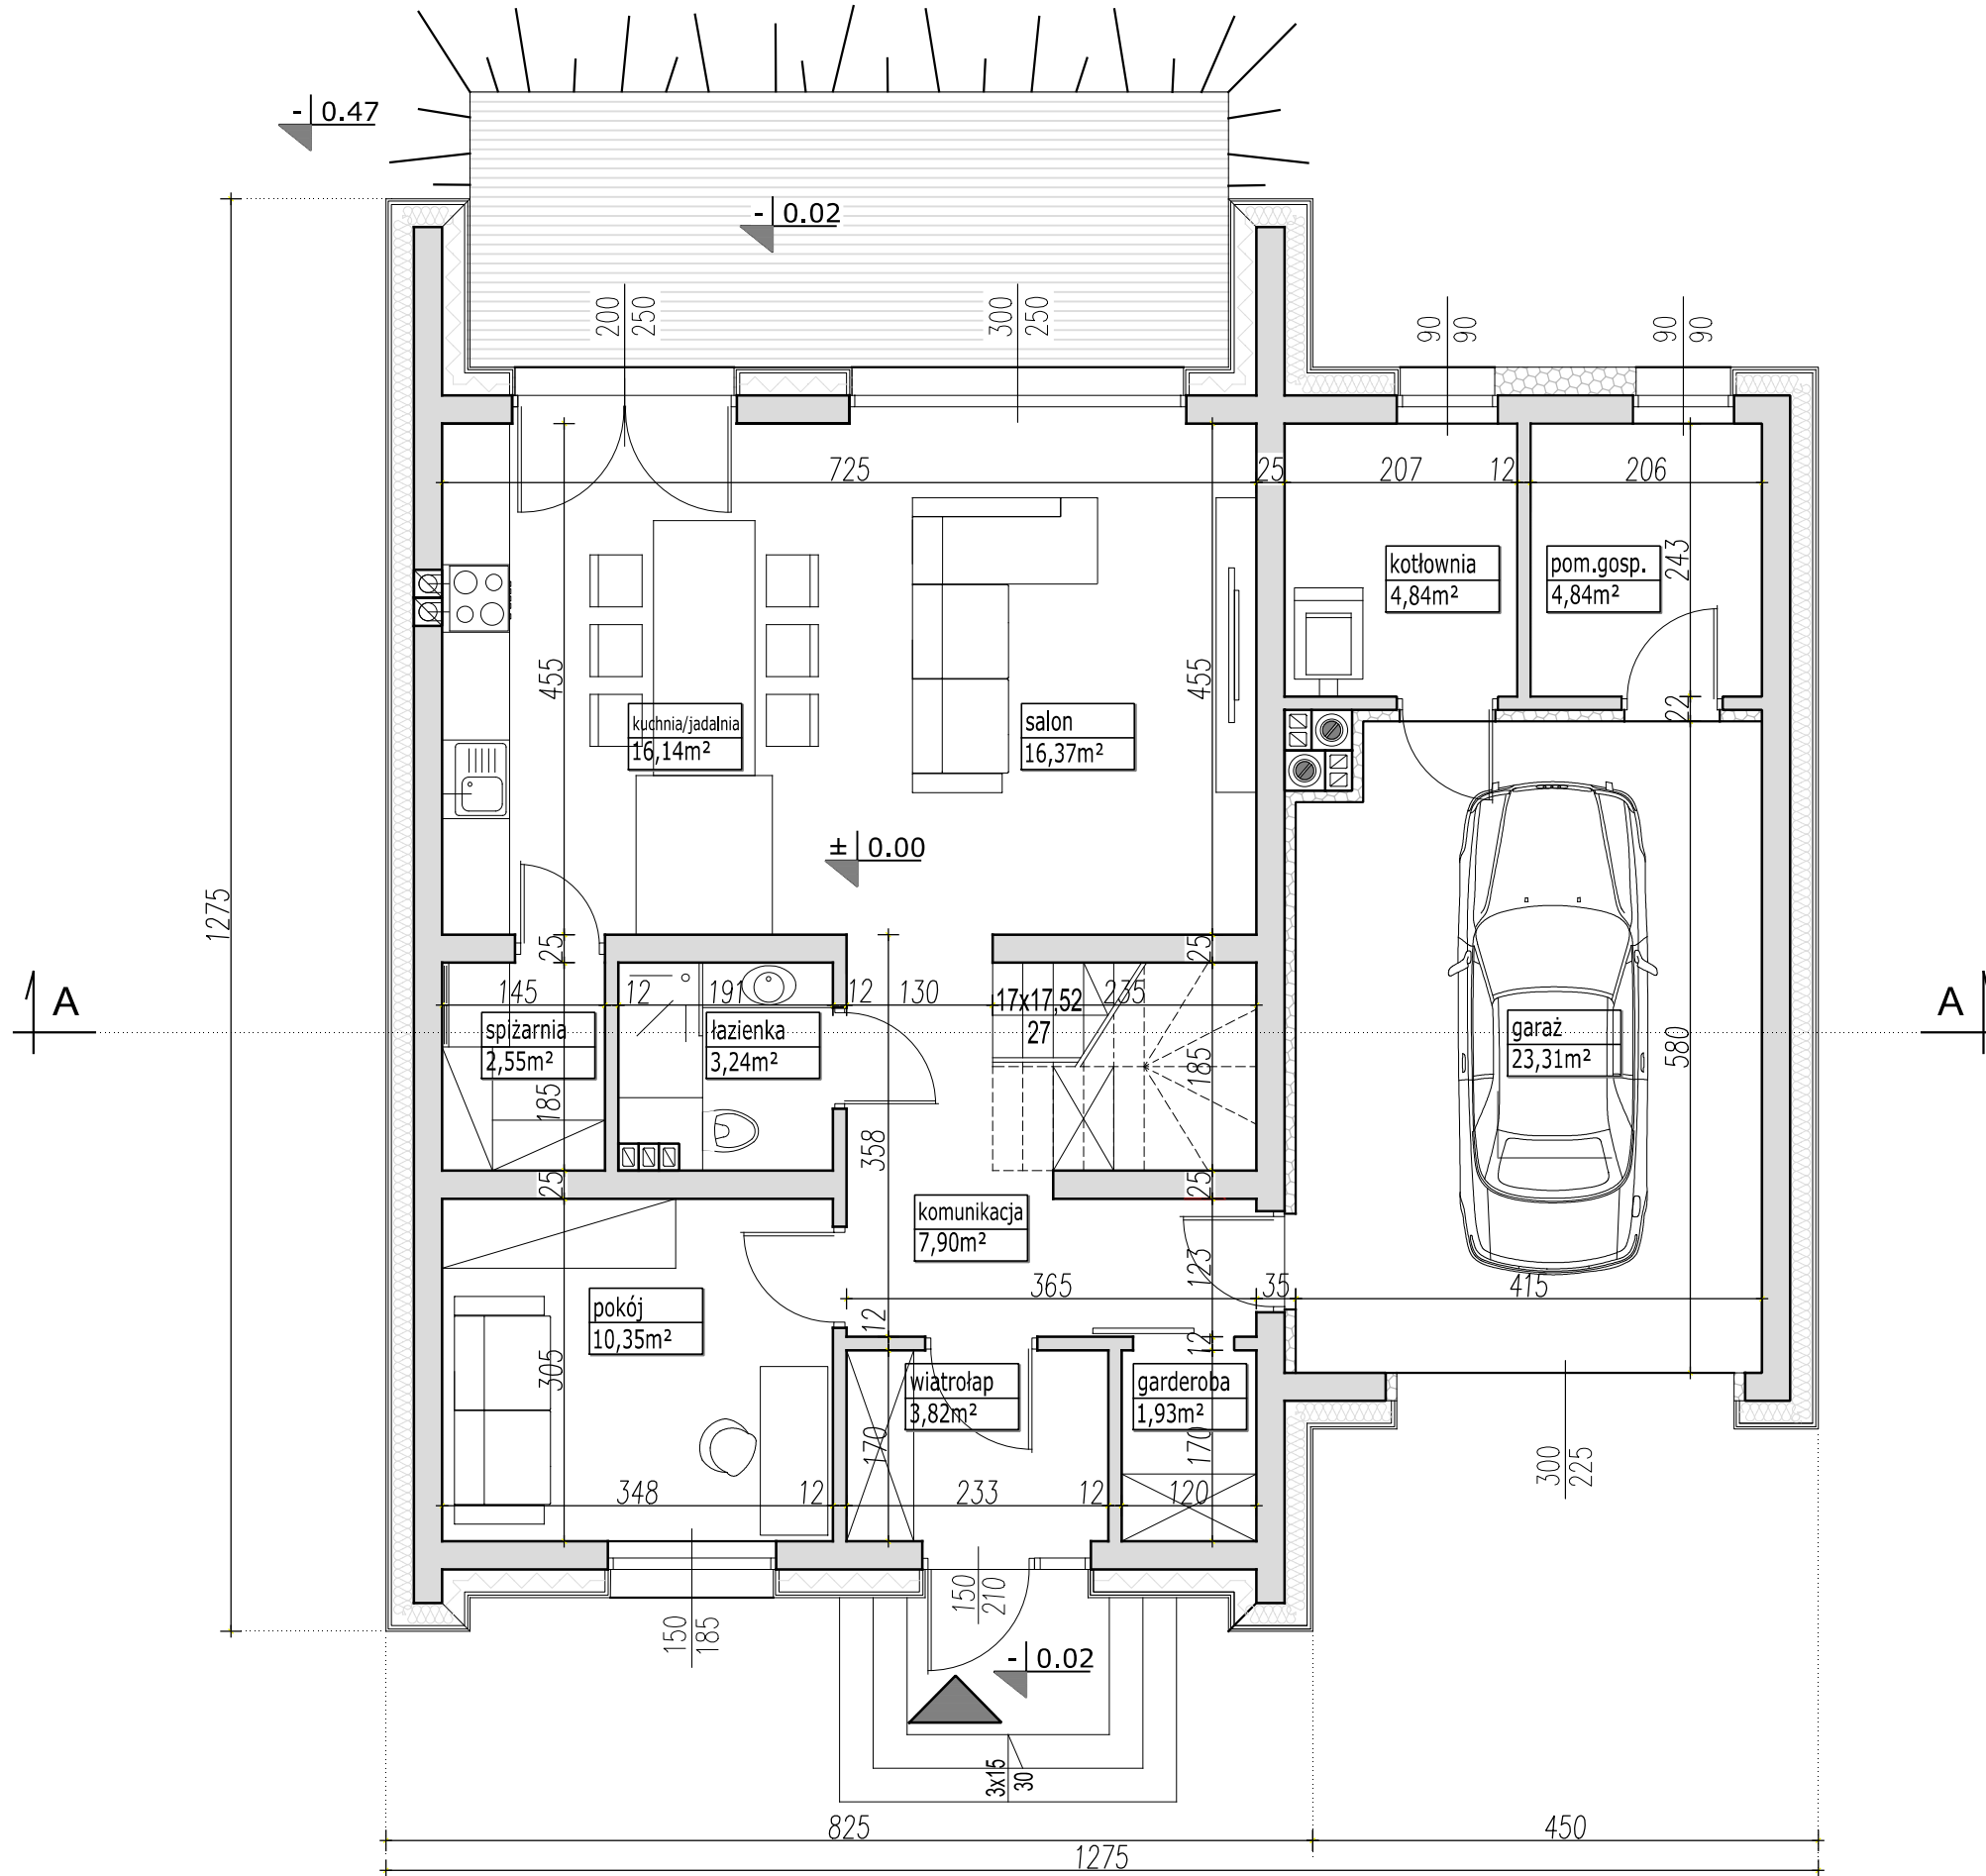 - 0.47
- 0.02
200
250
300
250
90
90
90
90
725
25
207
12
206
kotłownia
4,84m²
pom.gosp.
4,84m²
243
455
455
kuchnia/jadalnia
16,14m²
salon
16,37m²
22
± 0.00
1275
25
25
A
A
145
12
191
12
130
17x17,52
27
235
spiżarnia
2,55m²
łazienka
3,24m²
garaż
23,31m²
185
185
580
358
25
25
komunikacja
7,90m²
123
365
35
415
pokój
10,35m²
12
12
305
wiatrołap
3,82m²
garderoba
1,93m²
170
170
348
12
233
12
120
300
225
150
210
150
185
- 0.02
3x15
30
825
450
1275